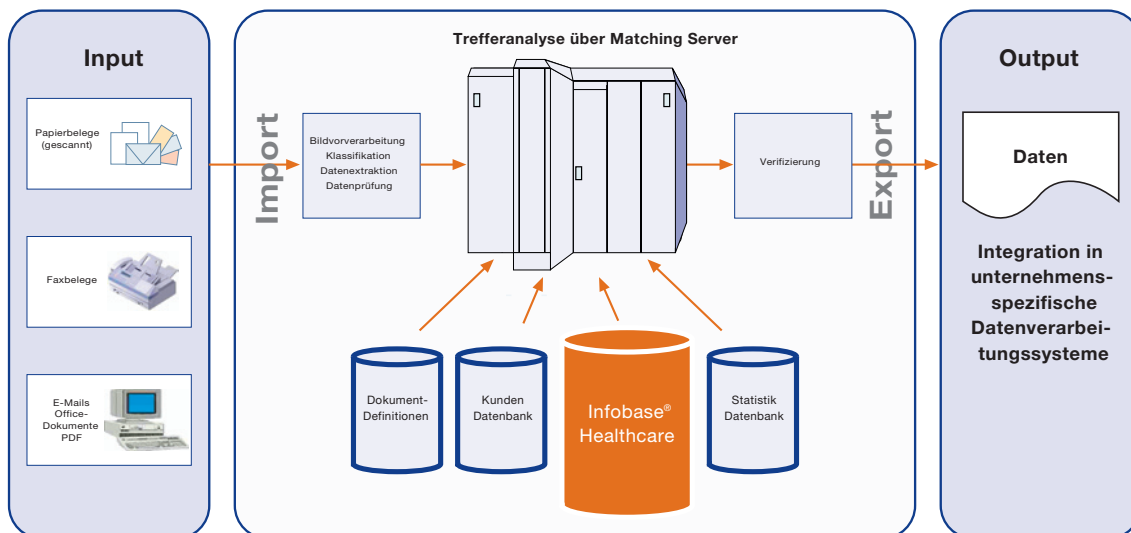 Input
Papierbelege
(gescannt)
Faxbelege
E-Mails
Office-
Dokumente
PDF
Import
Trefferanalyse über Matching Server
Bildvorverarbeitung
Klassifikation
Datenextraktion
Datenprüfung
Verifizierung
Dokument-
Definitionen
Kunden
Datenbank
Infobase®
Healthcare
Statistik
Datenbank
Export
Output
Daten
Integration in
unternehmens-
spezifische
Datenverarbei-
tungssysteme